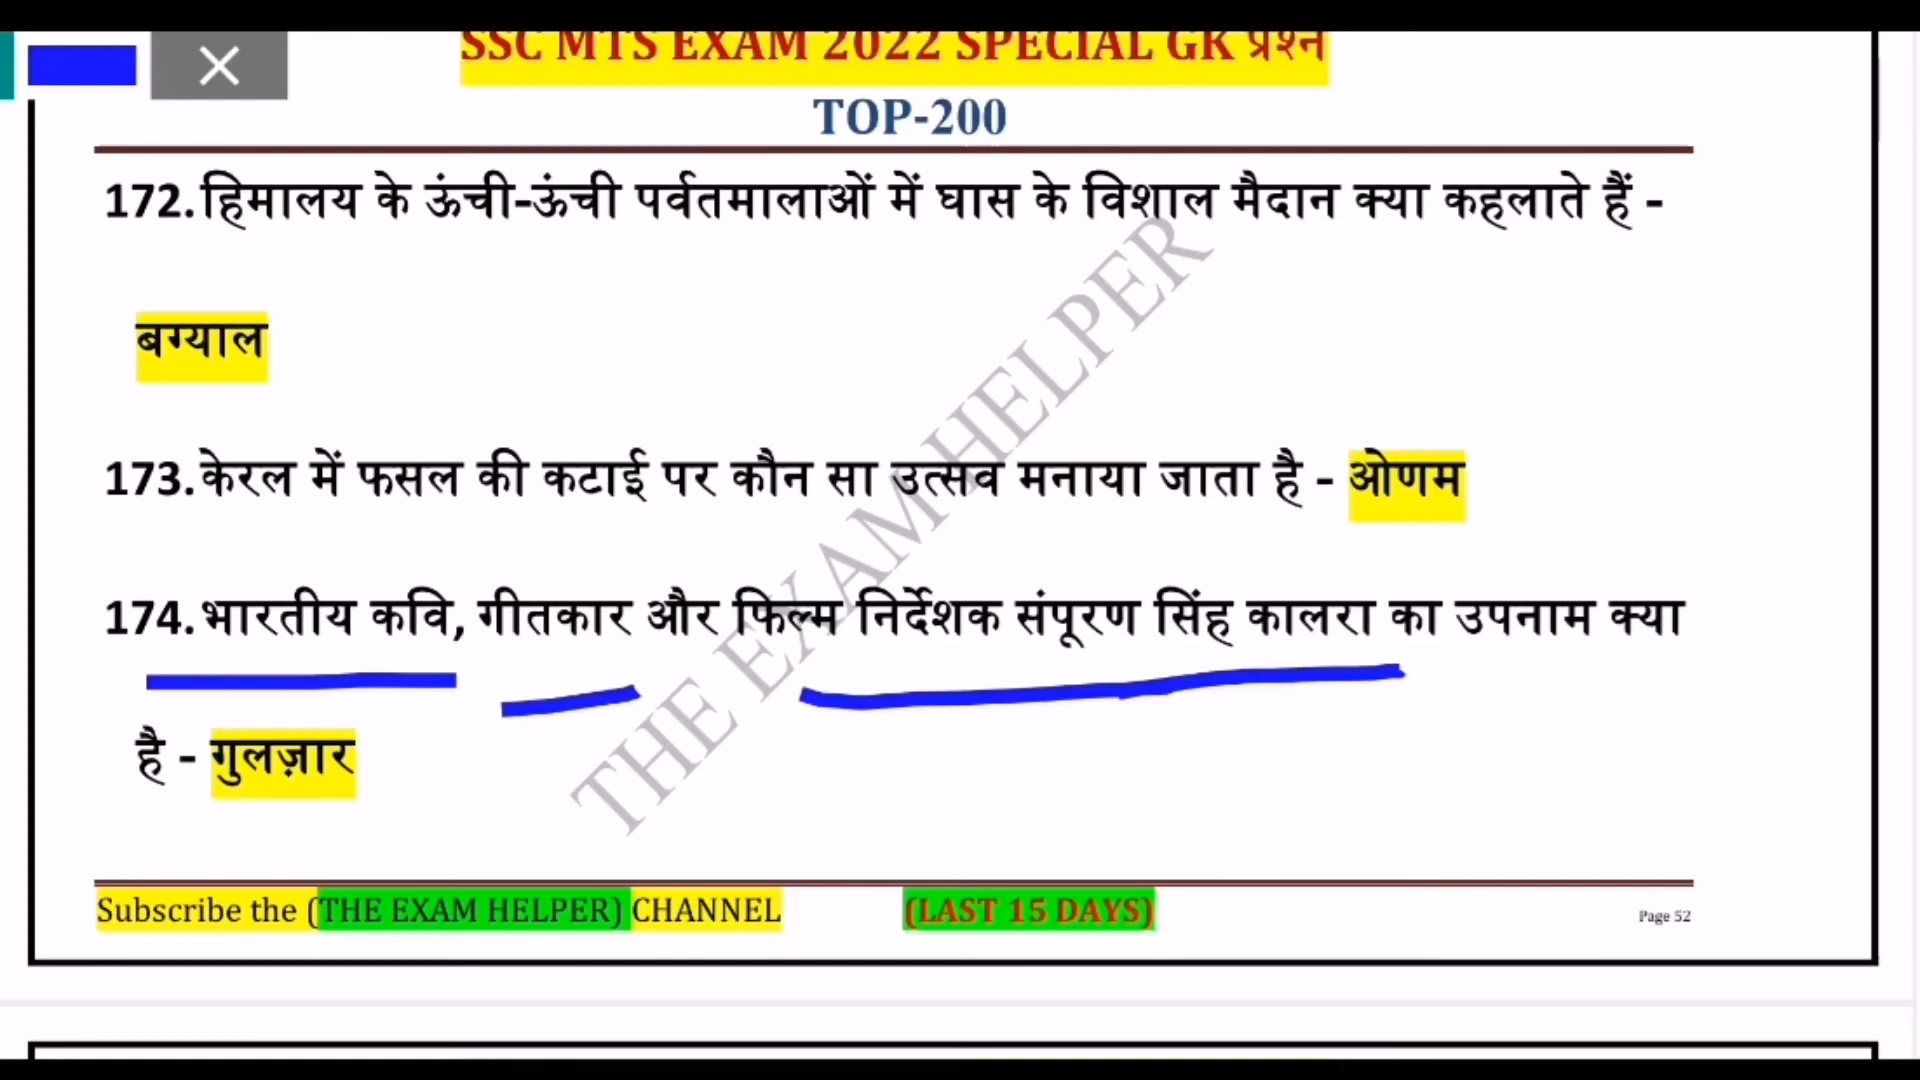 SSC MTS EXAM 2022 SPECIAL GK प्रश्न
TOP-200
172. हिमालय के ऊंची-ऊंची पर्वतमालाओं में घास के विशाल मैदान क्या कहलाते हैं -
बग्याल
173. केरल में फसल की कटाई पर कौन सा उत्सव मनाया जाता है - ओणम
174. भारतीय कवि, गीतकार और फिल्म निर्देशक संपूरण सिंह कालरा का उपनाम क्या
है - गुलज़ार
THE EXAM HELPER
Subscribe the (THE EXAM HELPER) CHANNEL (LAST 15 DAYS) Page 52